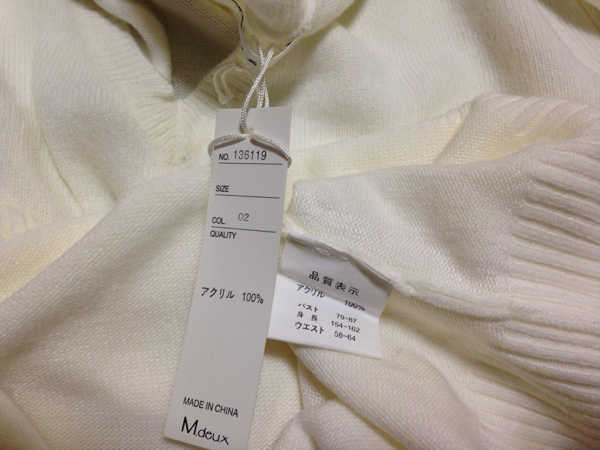 NO. 136119
SIZE
COL. 02
QUALITY
アクリル 100%
MADE IN CHINA
M.deux
品質表示
アクリル 100%
バスト 79~87
身長 154~162
ウエスト 58~64